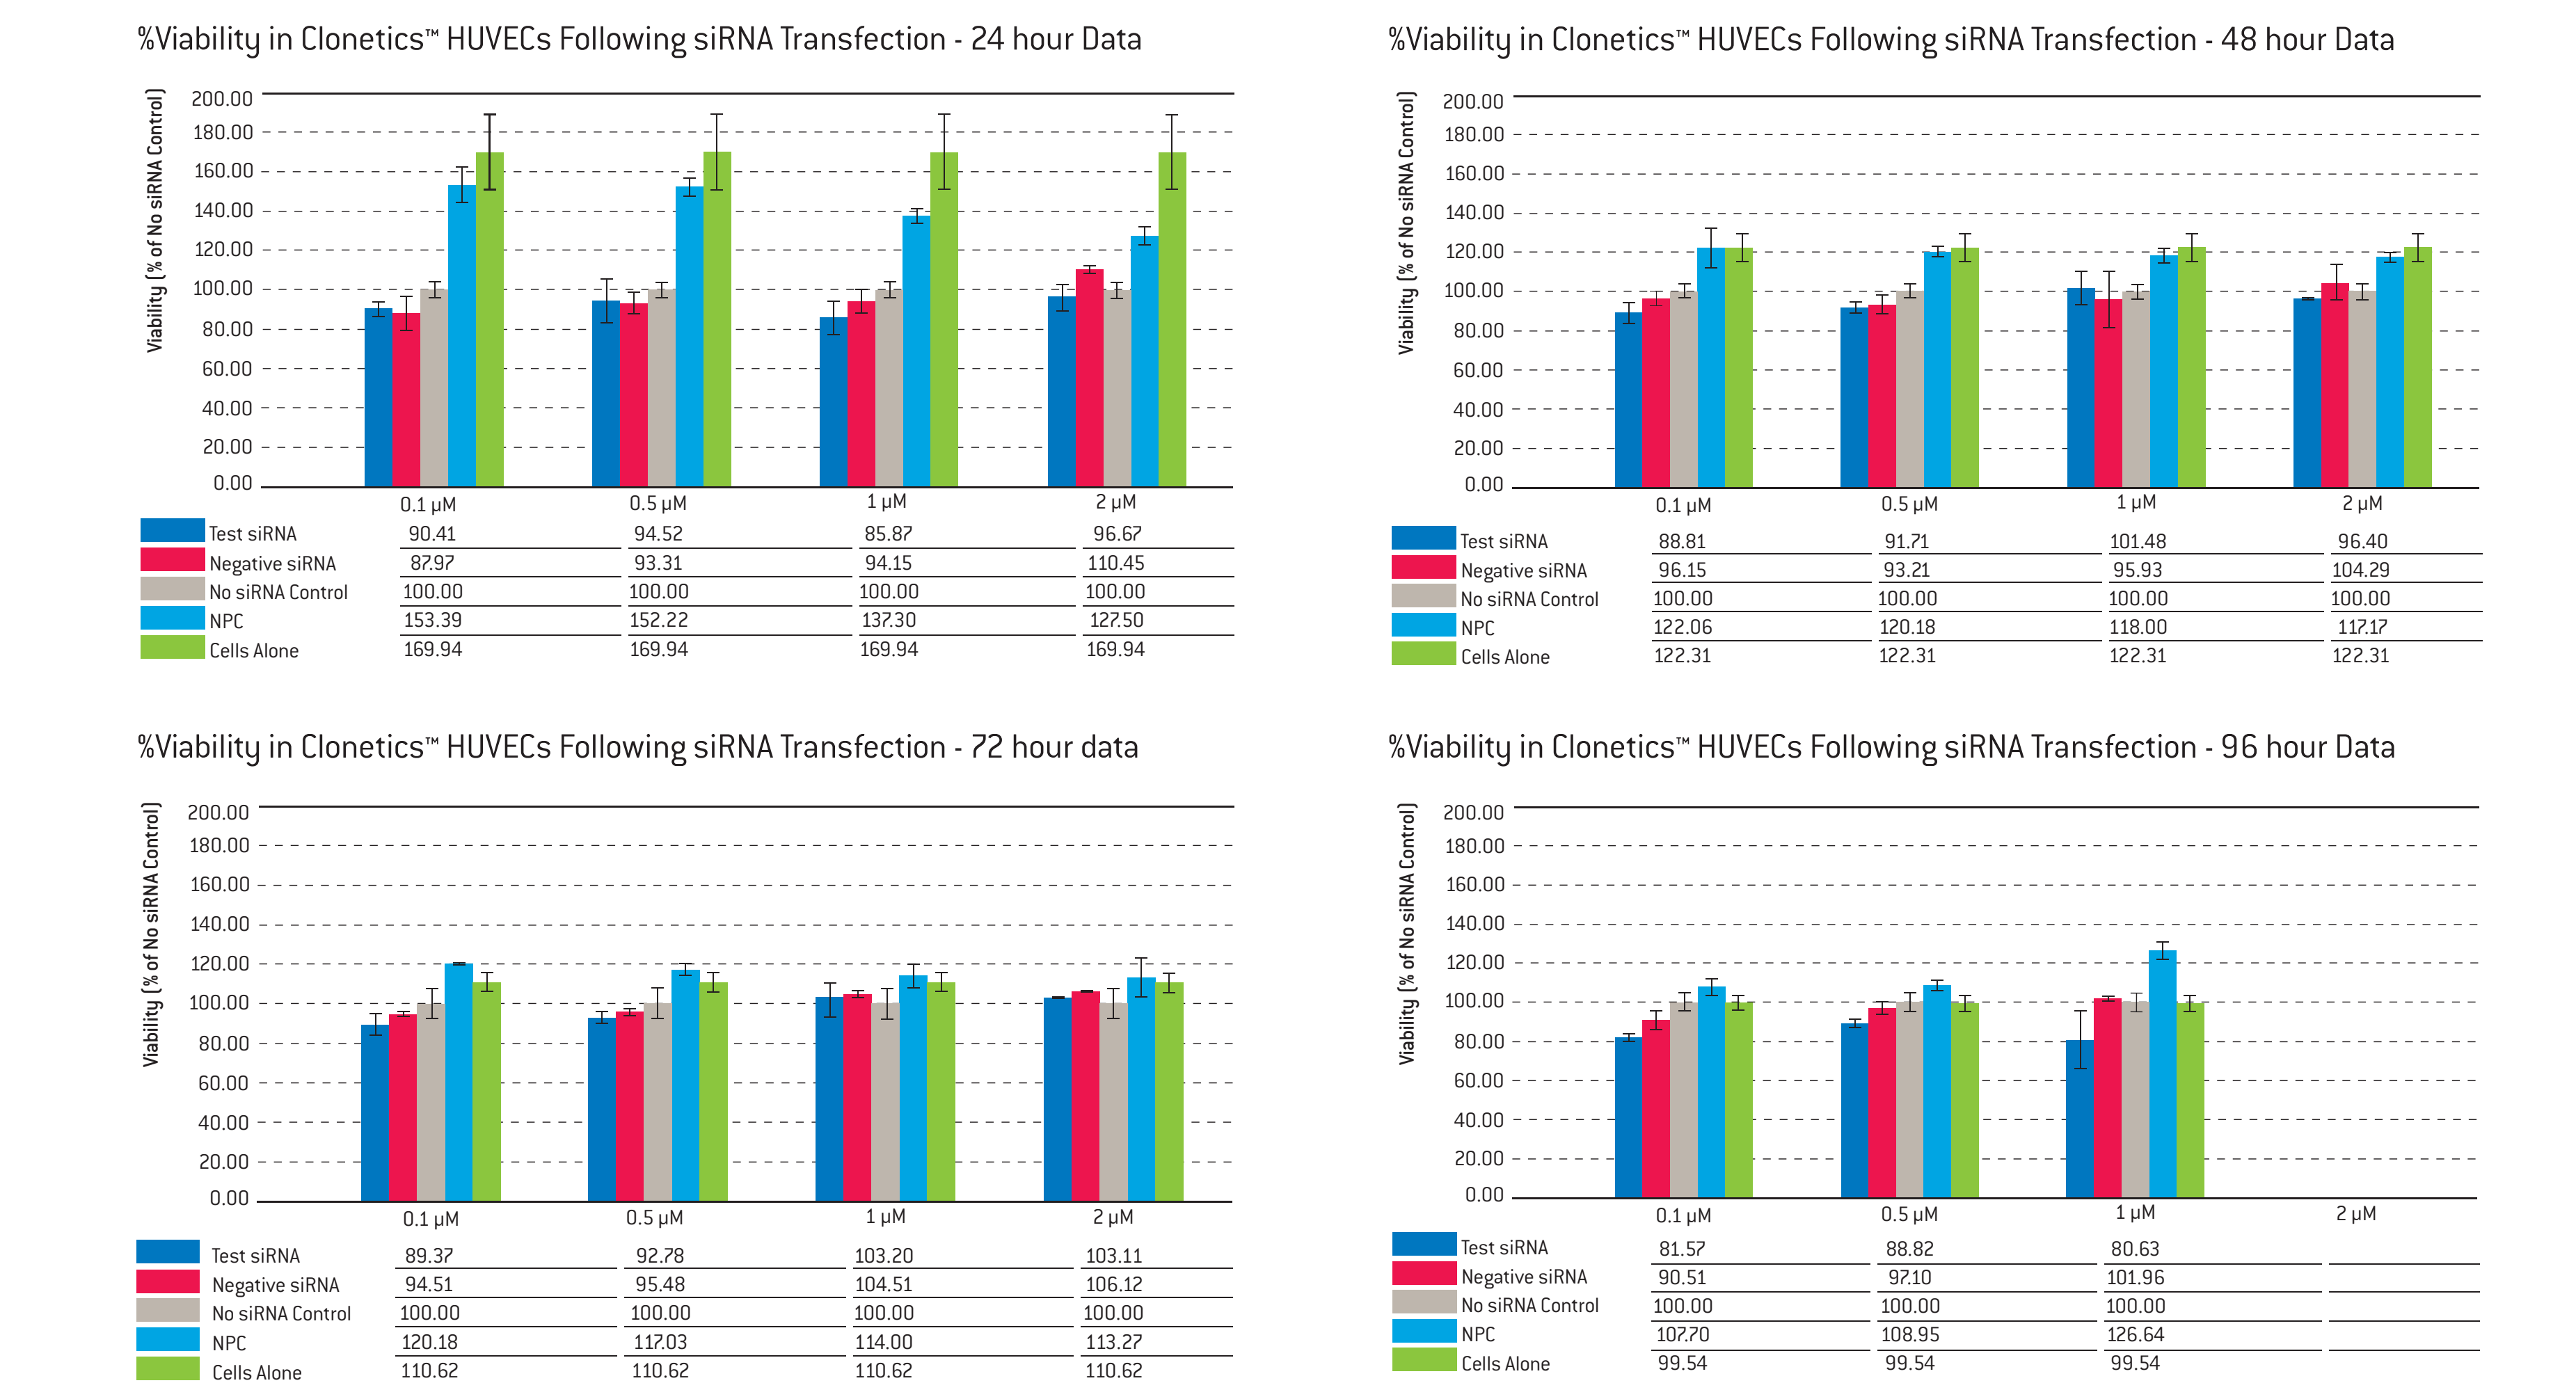 %Viability in Clonetics™ HUVECs Following siRNA Transfection - 24 hour Data
Viability (% of No siRNA Control)
200.00
180.00
160.00
140.00
120.00
100.00
80.00
60.00
40.00
20.00
0.00
0.1 µM 0.5 µM 1 µM 2 µM
Test siRNA 90.41 94.52 85.87 96.67
Negative siRNA 87.97 93.31 94.15 110.45
No siRNA Control 100.00 100.00 100.00 100.00
NPC 153.39 152.22 137.30 127.50
Cells Alone 169.94 169.94 169.94 169.94
%Viability in Clonetics™ HUVECs Following siRNA Transfection - 48 hour Data
Viability (% of No siRNA Control)
200.00
180.00
160.00
140.00
120.00
100.00
80.00
60.00
40.00
20.00
0.00
0.1 µM 0.5 µM 1 µM 2 µM
Test siRNA 88.81 91.71 101.48 96.40
Negative siRNA 96.15 93.21 95.93 104.29
No siRNA Control 100.00 100.00 100.00 100.00
NPC 122.06 120.18 118.00 117.17
Cells Alone 122.31 122.31 122.31 122.31
%Viability in Clonetics™ HUVECs Following siRNA Transfection - 72 hour data
Viability (% of No siRNA Control)
200.00
180.00
160.00
140.00
120.00
100.00
80.00
60.00
40.00
20.00
0.00
0.1 µM 0.5 µM 1 µM 2 µM
Test siRNA 89.37 92.78 103.20 103.11
Negative siRNA 94.51 95.48 104.51 106.12
No siRNA Control 100.00 100.00 100.00 100.00
NPC 120.18 117.03 114.00 113.27
Cells Alone 110.62 110.62 110.62 110.62
%Viability in Clonetics™ HUVECs Following siRNA Transfection - 96 hour Data
Viability (% of No siRNA Control)
200.00
180.00
160.00
140.00
120.00
100.00
80.00
60.00
40.00
20.00
0.00
0.1 µM 0.5 µM 1 µM 2 µM
Test siRNA 81.57 88.82 80.63
Negative siRNA 90.51 97.10 101.96
No siRNA Control 100.00 100.00 100.00
NPC 107.70 108.95 126.64
Cells Alone 99.54 99.54 99.54